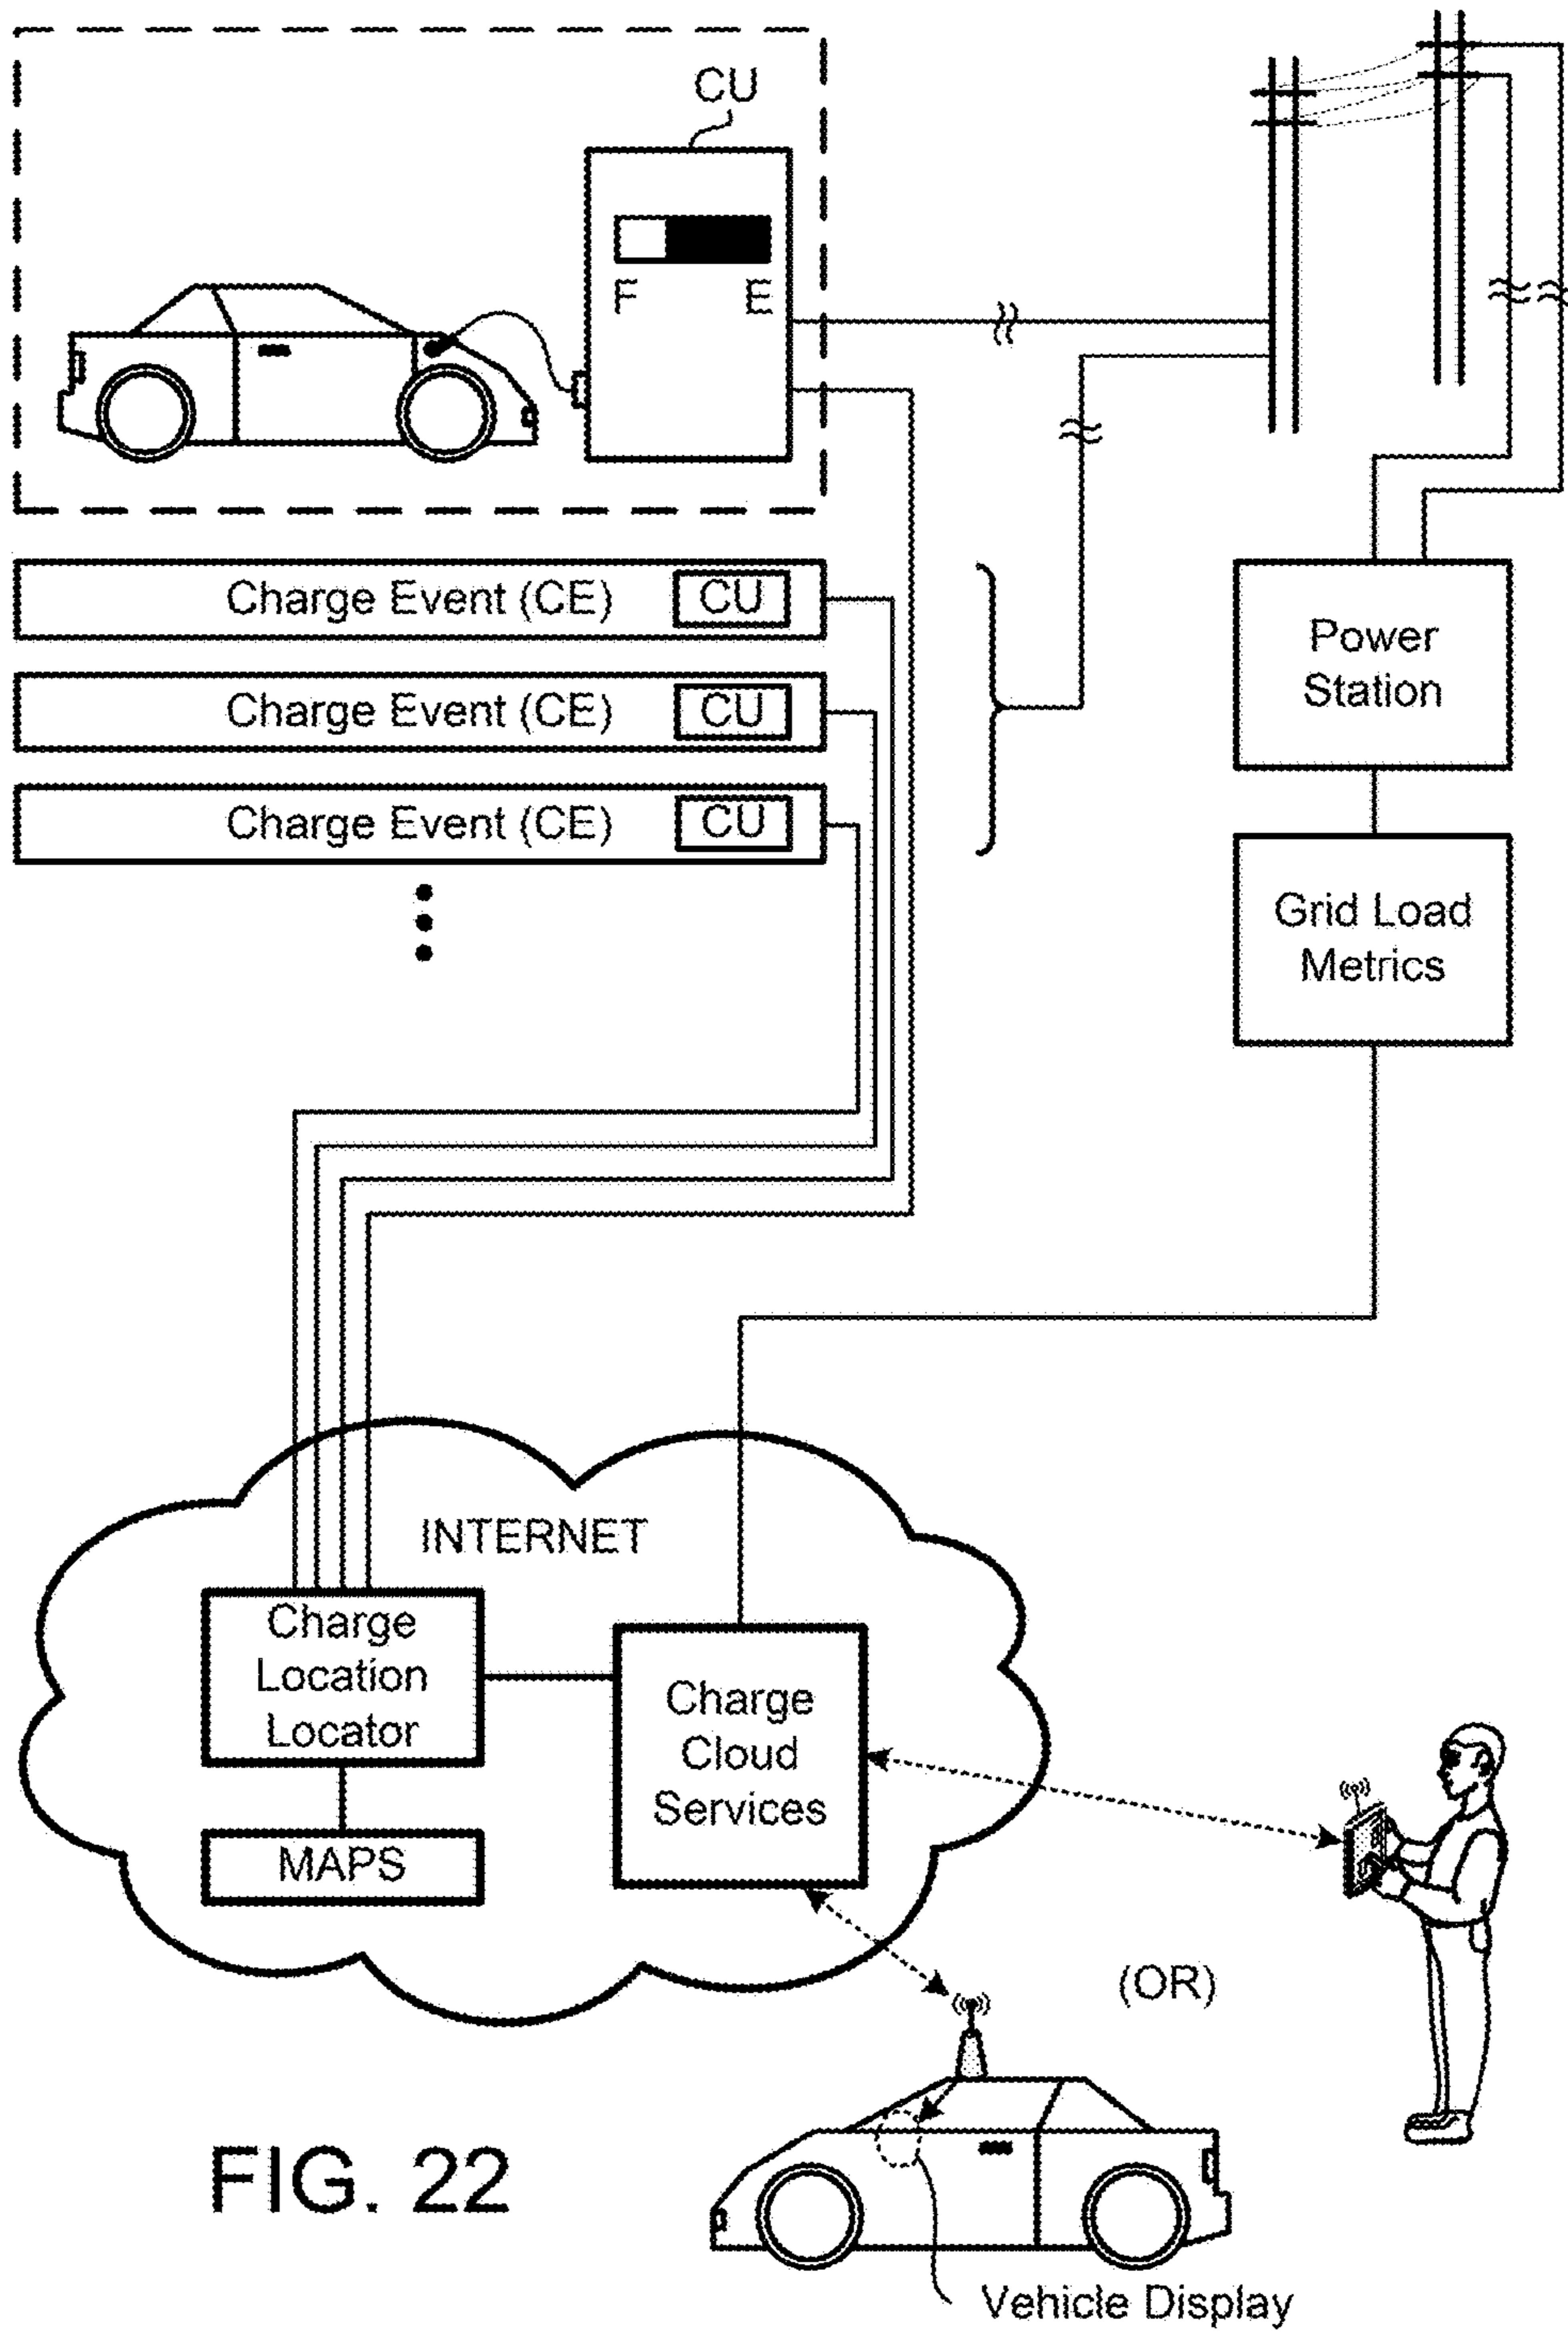 CU
F E
Charge Event (CE) CU
Charge Event (CE) CU
Charge Event (CE) CU
Power
Station
Grid Load
Metrics
INTERNET
Charge
Location
Locator
MAPS
Charge
Cloud
Services
(OR)
FIG. 22
Vehicle Display